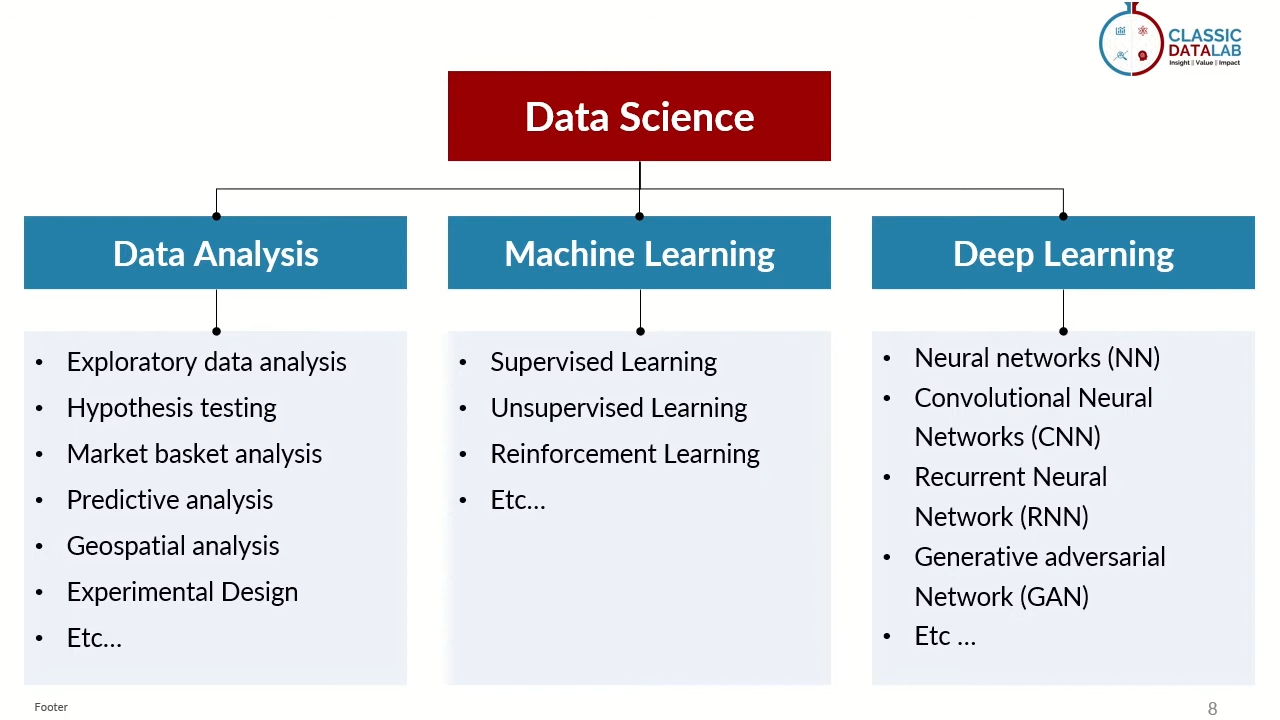 CLASSIC
DATALAB
Insight || Value || Impact
Data Science
Data Analysis
• Exploratory data analysis
• Hypothesis testing
• Market basket analysis
• Predictive analysis
• Geospatial analysis
• Experimental Design
• Etc...
Machine Learning
• Supervised Learning
• Unsupervised Learning
• Reinforcement Learning
• Etc...
Deep Learning
• Neural networks (NN)
• Convolutional Neural
Networks (CNN)
• Recurrent Neural
Network (RNN)
• Generative adversarial
Network (GAN)
• Etc ...
Footer
8